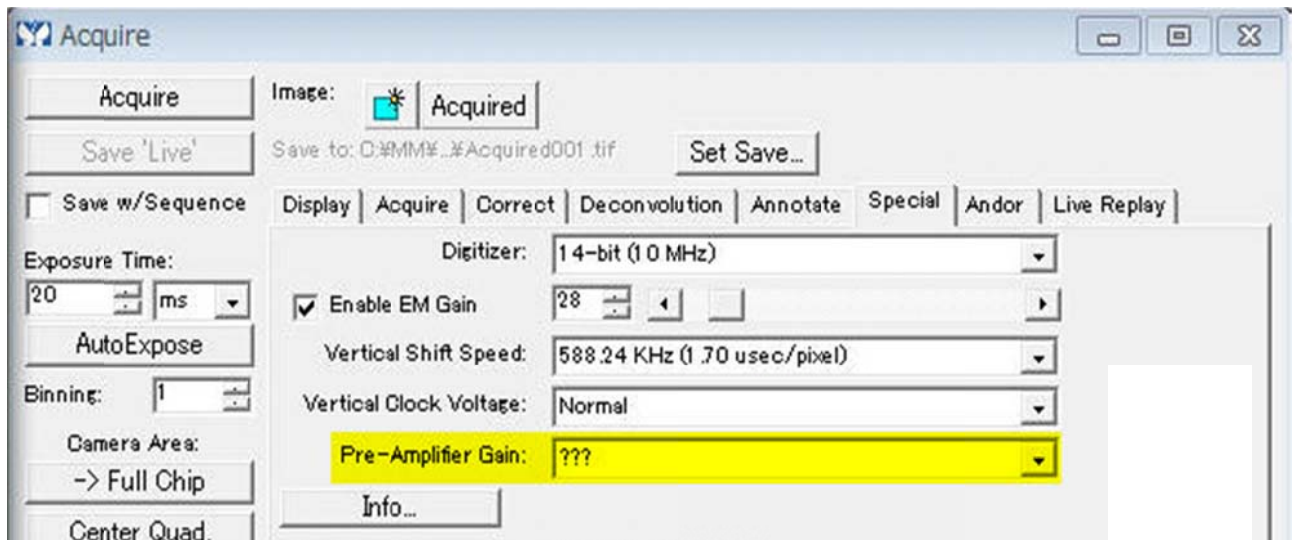 Acquire
Acquire
Image:
Acquired
Save 'Live'
Save to: C:¥MM¥...¥Acquired001.tif
Set Save...
Save w/Sequence
Display
Acquire
Correct
Deconvolution
Annotate
Special
Andor
Live Replay
Exposure Time:
20
ms
AutoExpose
Binning:
1
Camera Area:
-> Full Chip
Center Quad.
Digitizer:
14-bit (10 MHz)
Enable EM Gain
28
Vertical Shift Speed:
588.24 KHz (1.70 usec/pixel)
Vertical Clock Voltage:
Normal
Pre-Amplifier Gain:
???
Info...